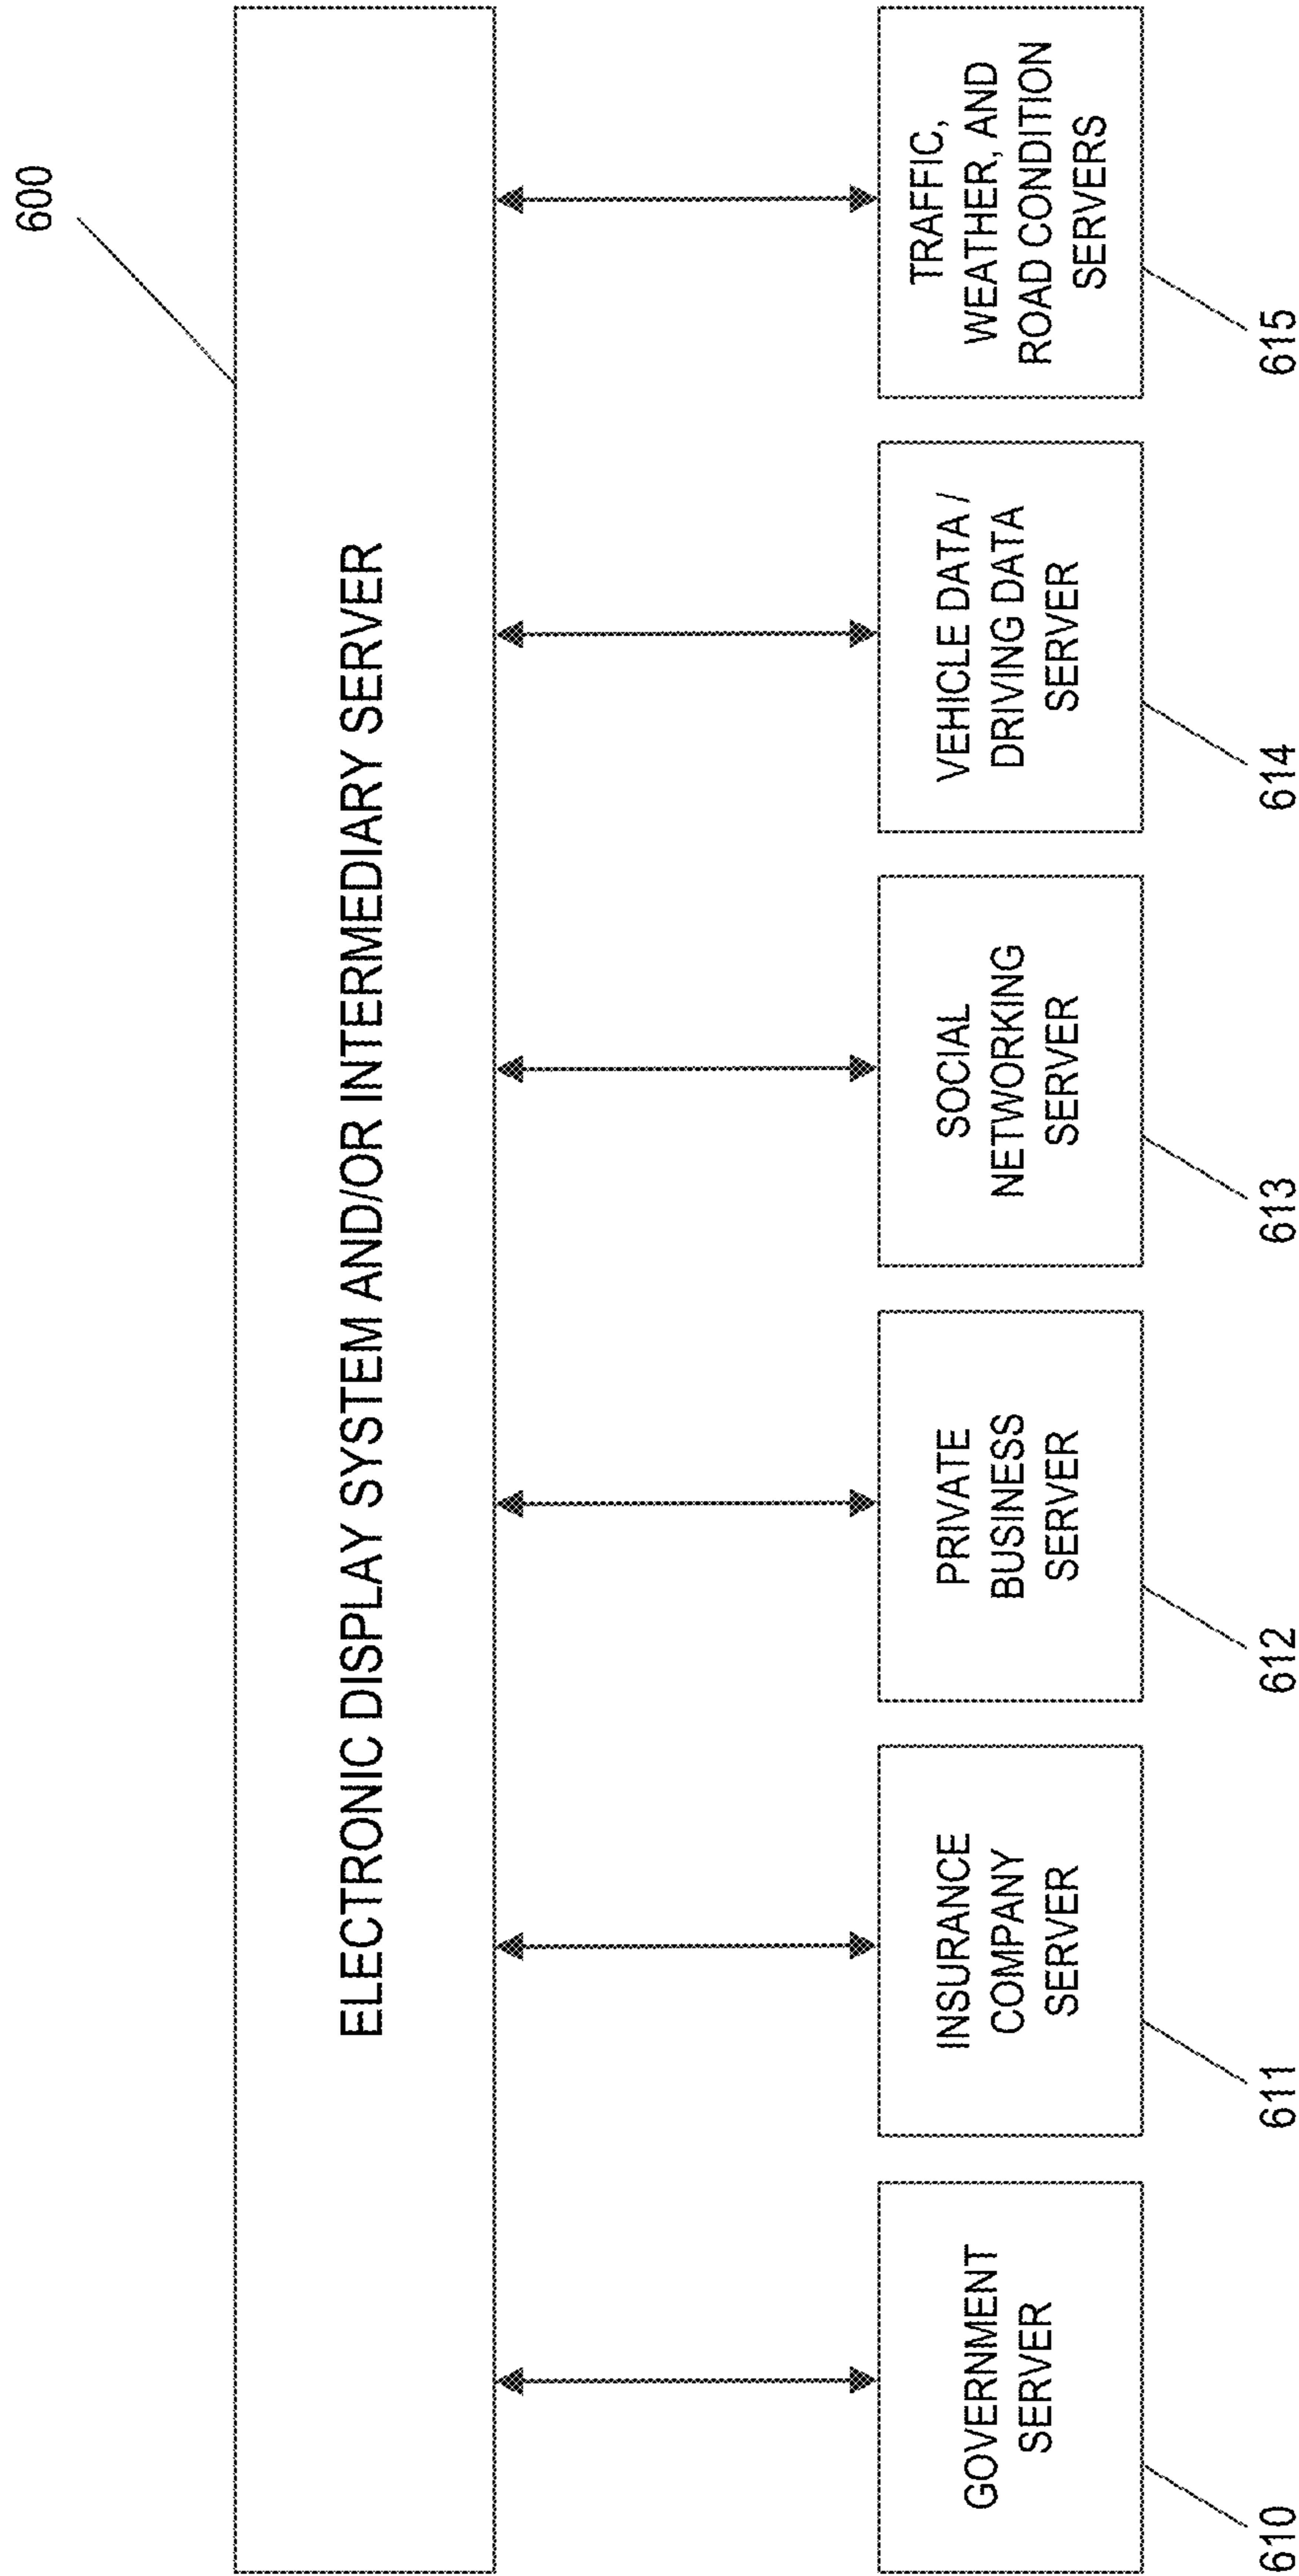 600
ELECTRONIC DISPLAY SYSTEM AND/OR INTERMEDIARY SERVER
GOVERNMENT
SERVER
610
INSURANCE
COMPANY
SERVER
611
PRIVATE
BUSINESS
SERVER
612
SOCIAL
NETWORKING
SERVER
613
VEHICLE DATA /
DRIVING DATA
SERVER
614
TRAFFIC,
WEATHER, AND
ROAD CONDITION
SERVERS
615